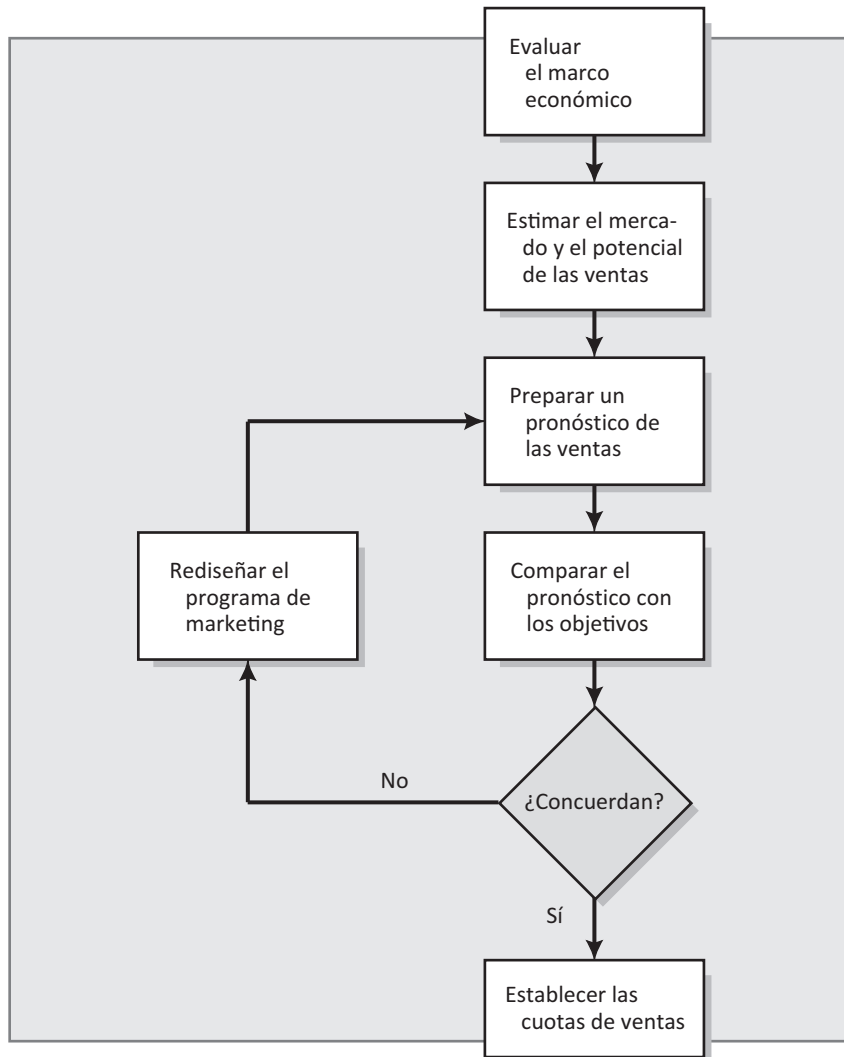 Evaluar
el marco
económico
Estimar el merca-
do y el potencial
de las ventas
Preparar un
pronóstico de
las ventas
Rediseñar el
programa de
marketing
Comparar el
pronóstico con
los objetivos
No
¿Concuerdan?
Sí
Establecer las
cuotas de ventas